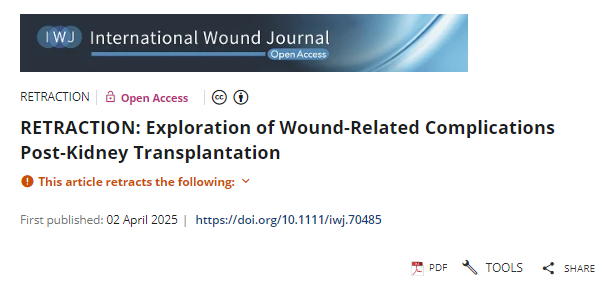 IWJ International Wound Journal
Open Access
RETRACTION Open Access cc
RETRACTION: Exploration of Wound-Related Complications
Post-Kidney Transplantation
This article retracts the following:
First published: 02 April 2025 | https://doi.org/10.1111/iwj.70485
PDF TOOLS SHARE